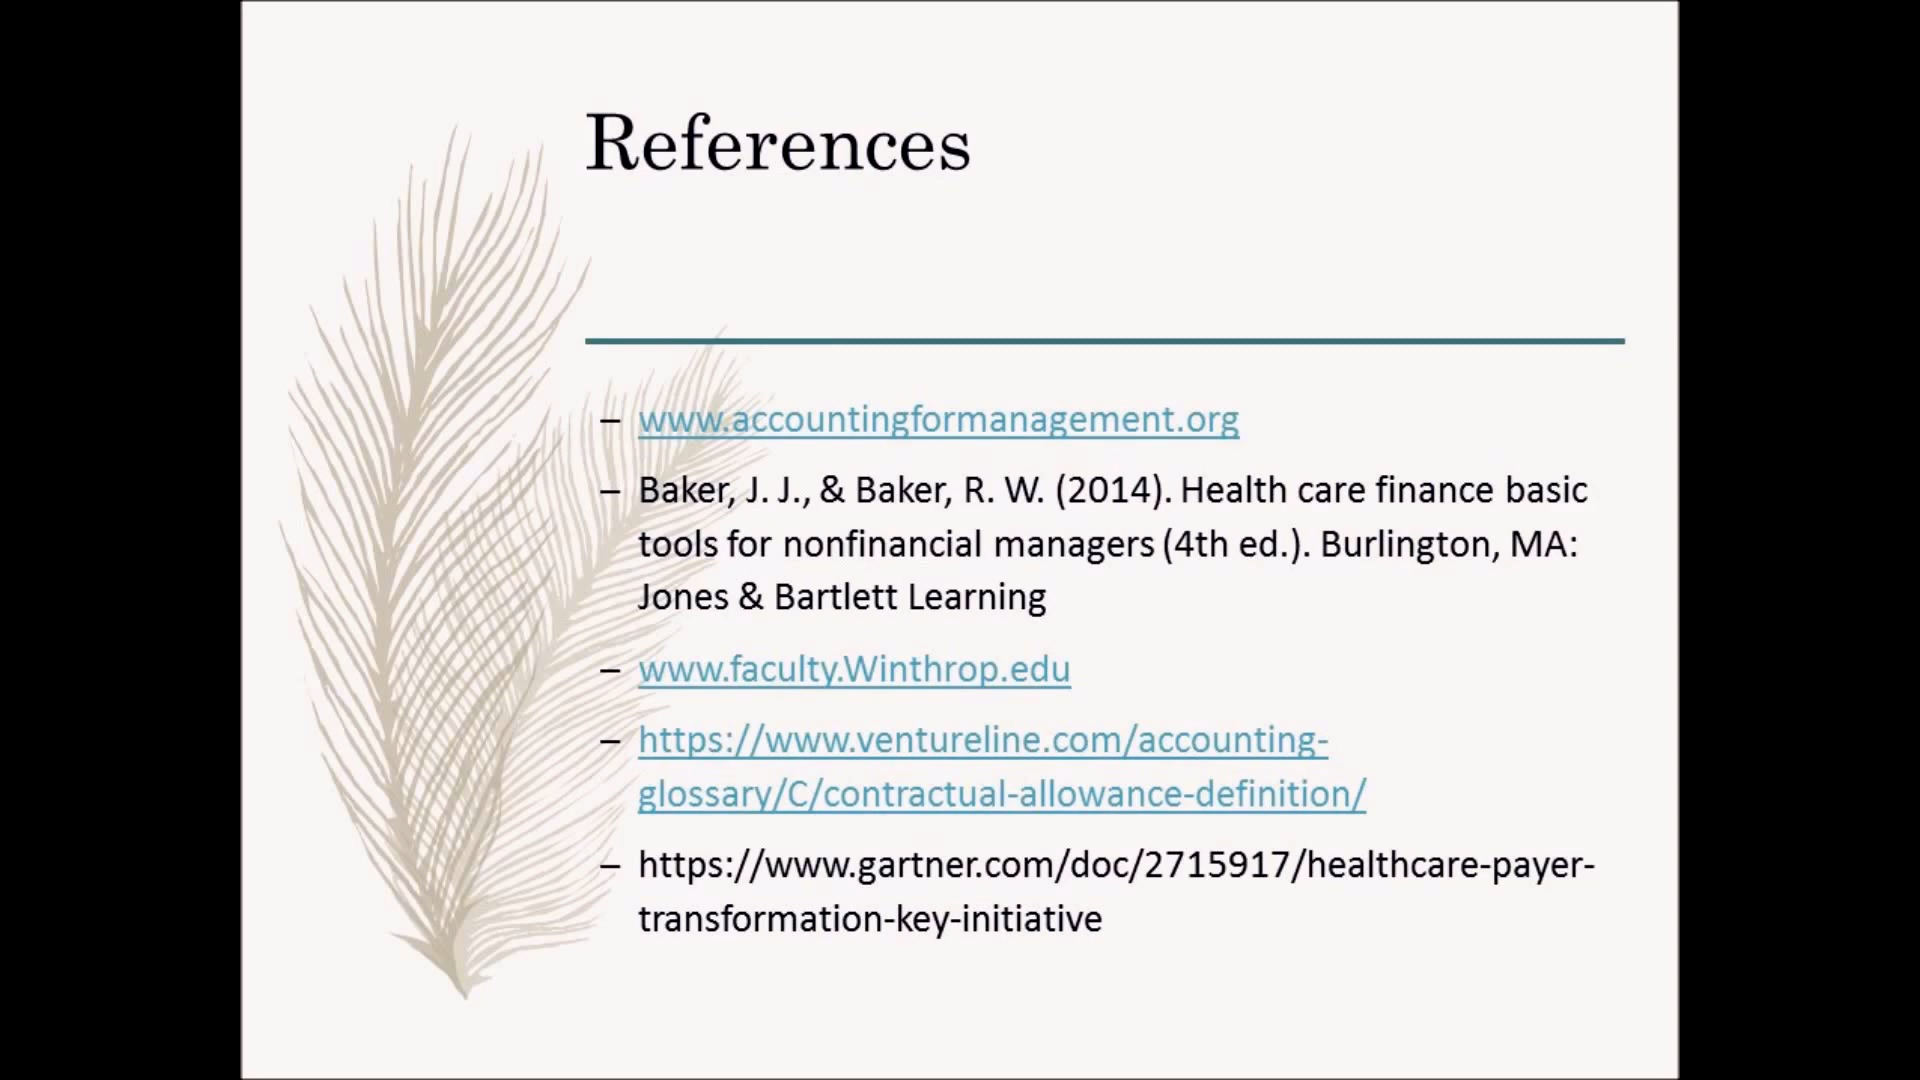 References
– www.accountingformanagement.org
– Baker, J. J., & Baker, R. W. (2014). Health care finance basic
tools for nonfinancial managers (4th ed.). Burlington, MA:
Jones & Bartlett Learning
– www.faculty.Winthrop.edu
– https://www.ventureline.com/accounting-
glossary/C/contractual-allowance-definition/
– https://www.gartner.com/doc/2715917/healthcare-payer-
transformation-key-initiative